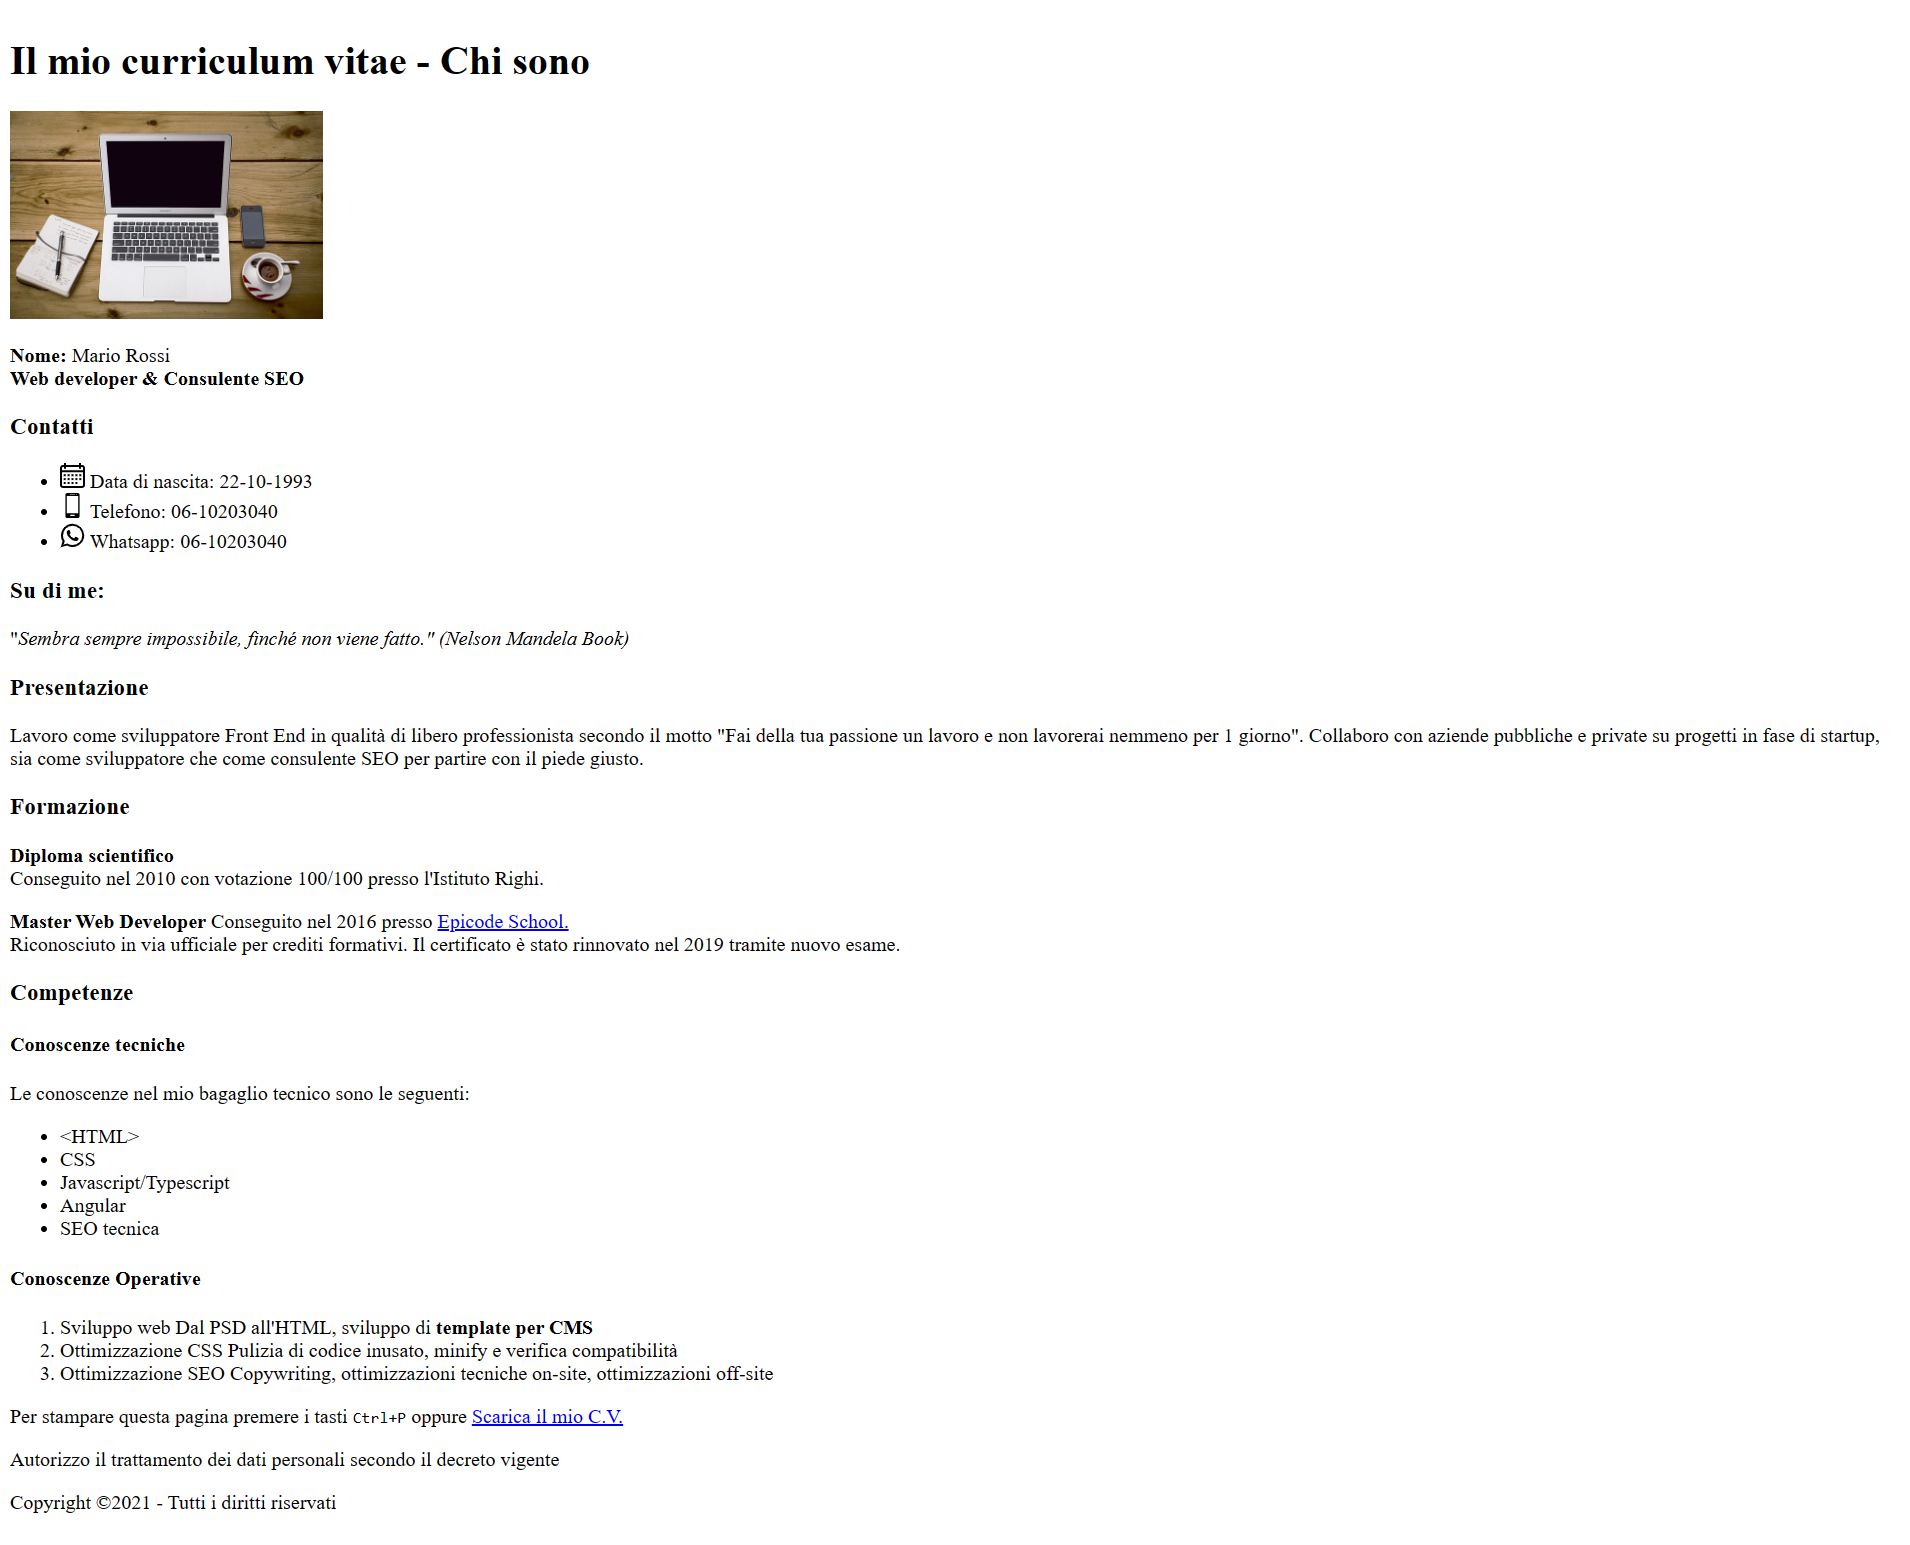 Il mio curriculum vitae - Chi sono
Nome: Mario Rossi
Web developer & Consulente SEO
Contatti
Data di nascita: 22-10-1993
Telefono: 06-10203040
Whatsapp: 06-10203040
Su di me:
"Sembra sempre impossibile, finché non viene fatto." (Nelson Mandela Book)
Presentazione
Lavoro come sviluppatore Front End in qualità di libero professionista secondo il motto "Fai della tua passione un lavoro e non lavorerai nemmeno per 1 giorno". Collaboro con aziende pubbliche e private su progetti in fase di startup,
sia come sviluppatore che come consulente SEO per partire con il piede giusto.
Formazione
Diploma scientifico
Conseguito nel 2010 con votazione 100/100 presso l'Istituto Righi.
Master Web Developer Conseguito nel 2016 presso Epicode School.
Riconosciuto in via ufficiale per crediti formativi. Il certificato è stato rinnovato nel 2019 tramite nuovo esame.
Competenze
Conoscenze tecniche
Le conoscenze nel mio bagaglio tecnico sono le seguenti:
<HTML>
CSS
Javascript/Typescript
Angular
SEO tecnica
Conoscenze Operative
1. Sviluppo web Dal PSD all'HTML, sviluppo di template per CMS
2. Ottimizzazione CSS Pulizia di codice inusato, minify e verifica compatibilità
3. Ottimizzazione SEO Copywriting, ottimizzazioni tecniche on-site, ottimizzazioni off-site
Per stampare questa pagina premere i tasti Ctrl+P oppure Scarica il mio C.V.
Autorizzo il trattamento dei dati personali secondo il decreto vigente
Copyright ©2021 - Tutti i diritti riservati